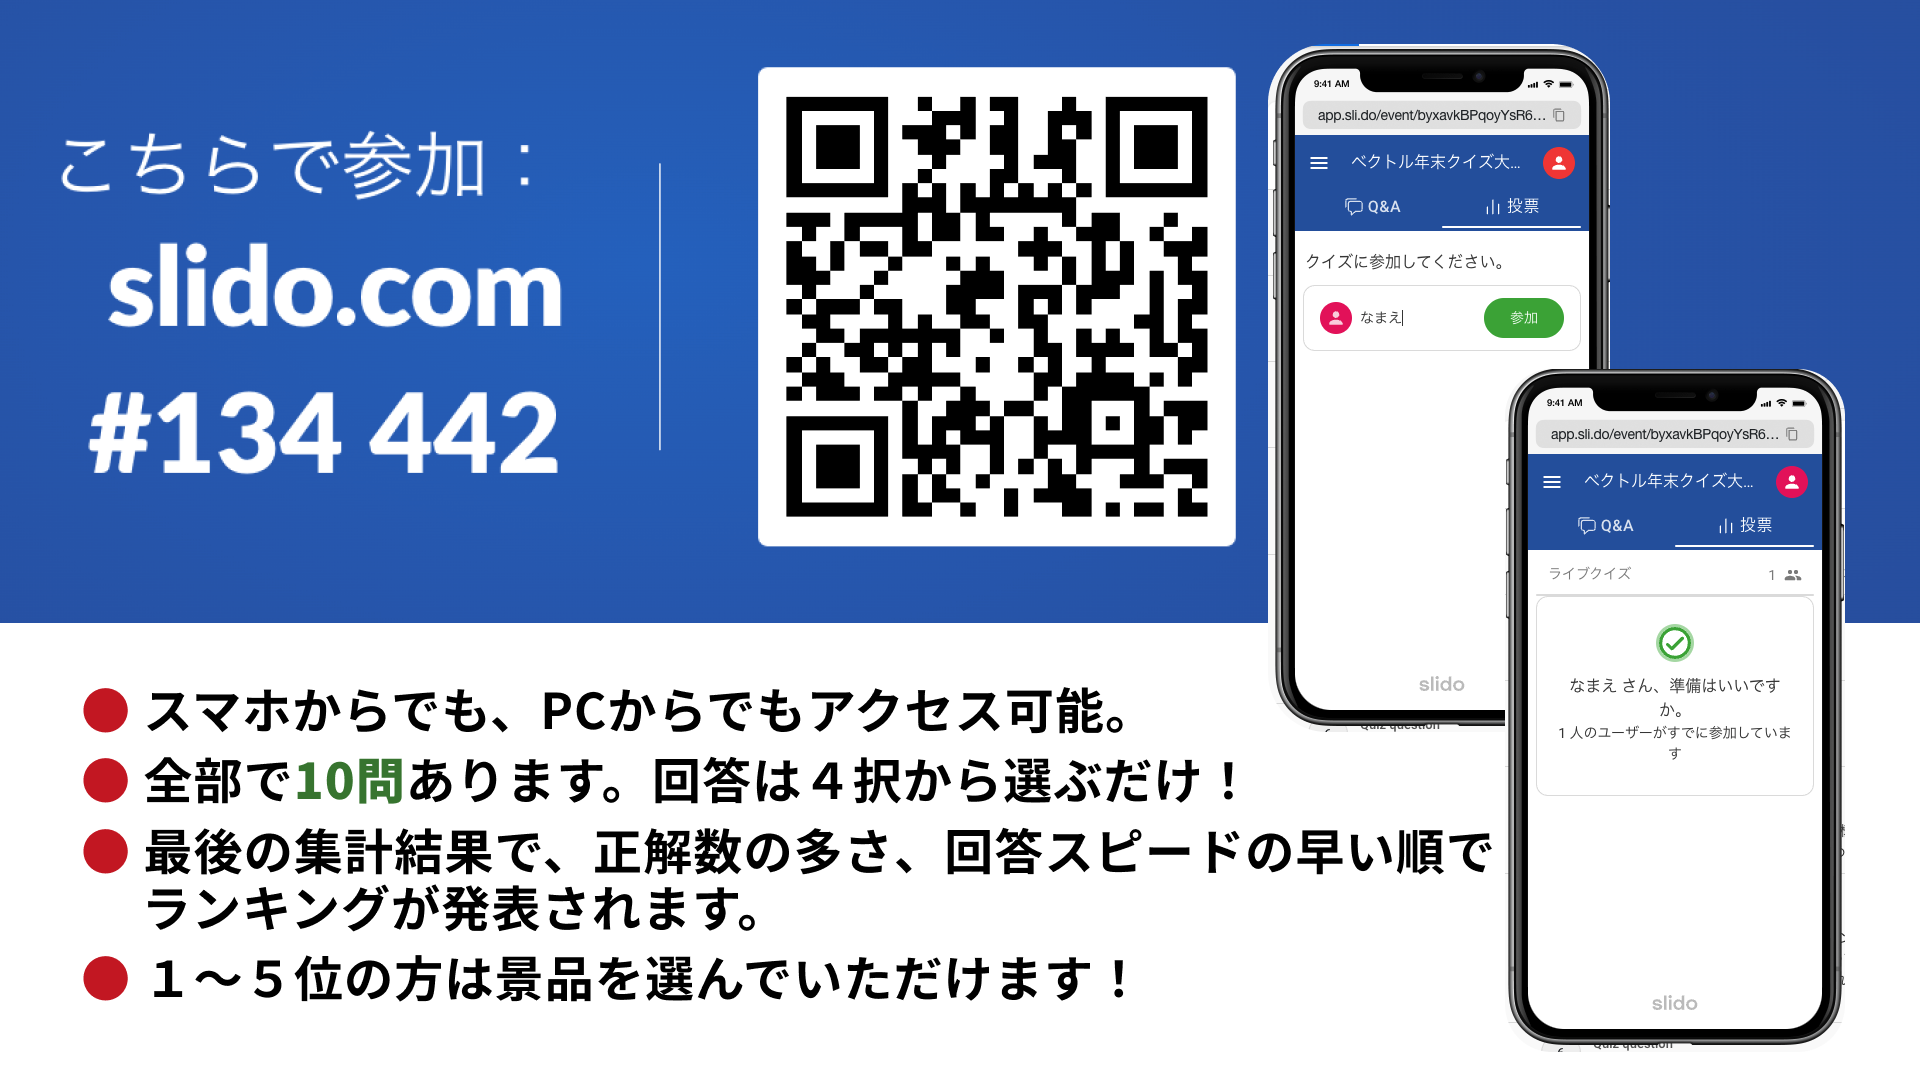 こちらで参加：
slido.com
#134 442
9:41 AM
app.sli.do/event/byxavkBPqoyYsR6...
ベクトル年末クイズ大...
Q&A
投票
クイズに参加してください。
なまえ
参加
slido
Quiz question
9:41 AM
app.sli.do/event/byxavkBPqoyYsR6...
ベクトル年末クイズ大...
Q&A
投票
ライブクイズ
1
なまえ さん、準備はいいです
か。
1 人のユーザーがすでに参加していま
す
slido
Quiz question
スマホからでも、PCからでもアクセス可能。
全部で10問あります。回答は４択から選ぶだけ！
最後の集計結果で、正解数の多さ、回答スピードの早い順で
ランキングが発表されます。
１〜５位の方は景品を選んでいただけます！